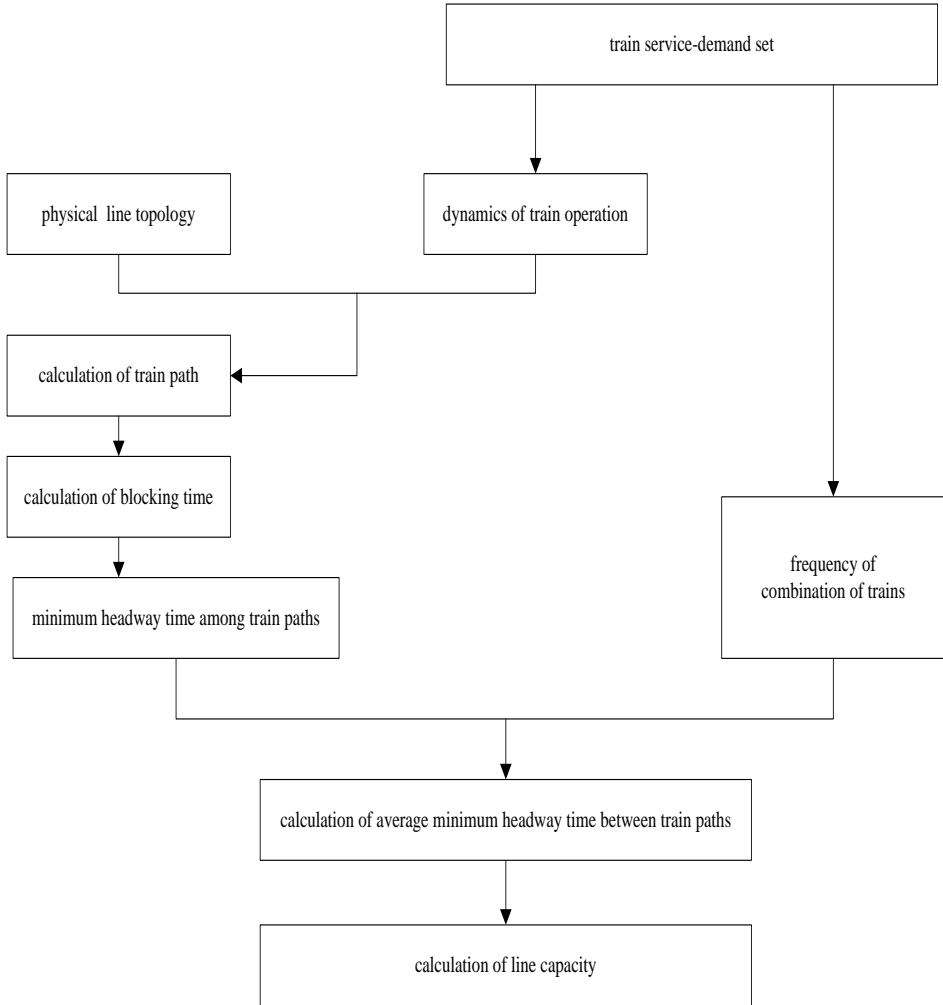 train service-demand set
physical line topology
dynamics of train operation
calculation of train path
calculation of blocking time
frequency of
combination of trains
minimum headway time among train paths
calculation of average minimum headway time between train paths
calculation of line capacity